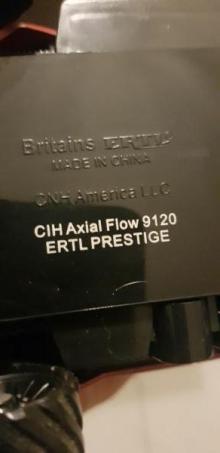 Britains ERTL
MADE IN CHINA
CNH America LLC
CIH Axial Flow 9120
ERTL PRESTIGE